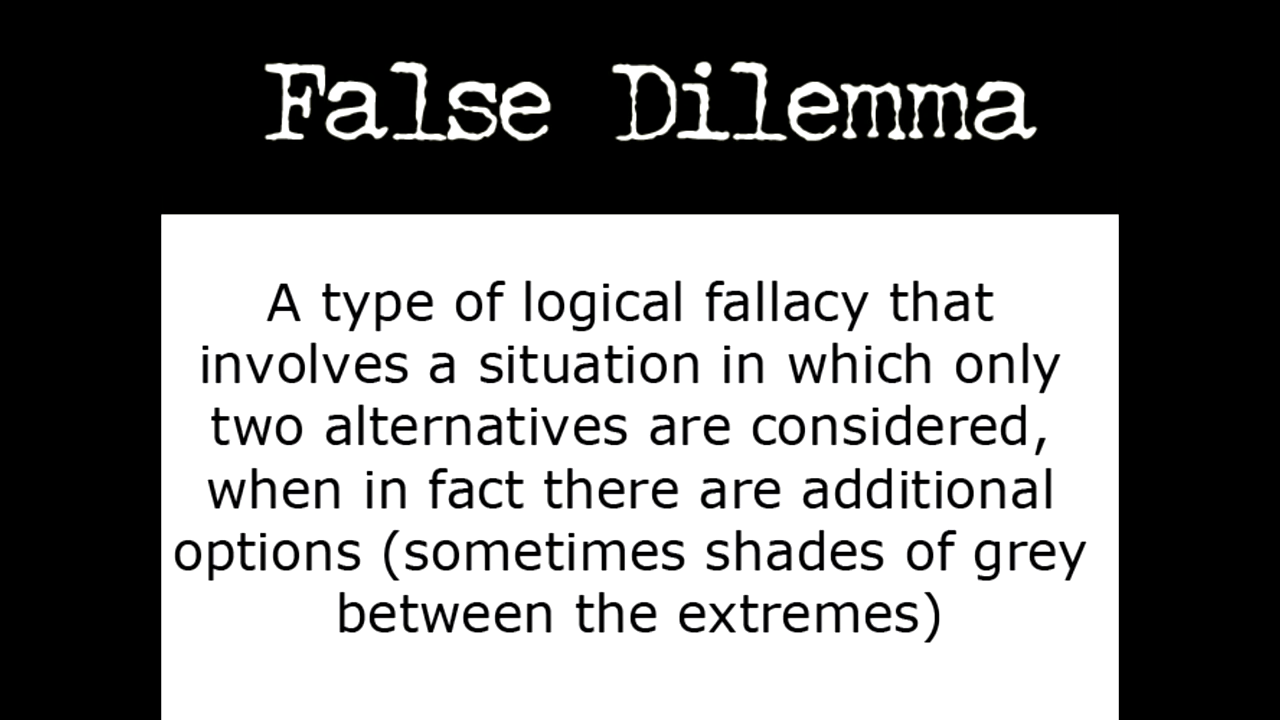 False Dilemma
A type of logical fallacy that
involves a situation in which only
two alternatives are considered,
when in fact there are additional
options (sometimes shades of grey
between the extremes)